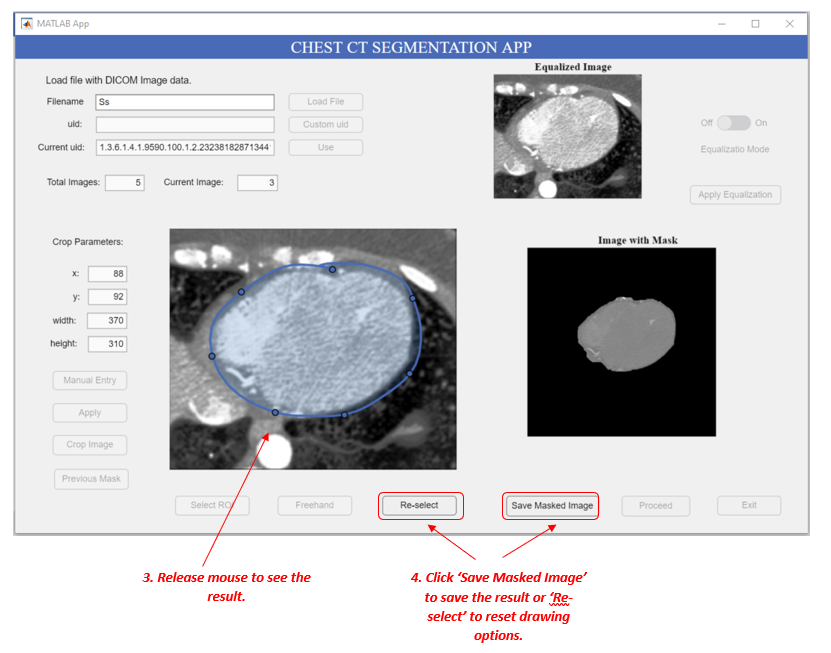 MATLAB App
CHEST CT SEGMENTATION APP
Load file with DICOM Image data.
Filename Ss Load File
uid: Custom uid
Current uid: 1.3.6.1.4.1.9590.100.1.2.23238182871344 Use
Total Images: 5 Current Image: 3
Equalized Image
Off On
Equalizatio Mode
Apply Equalization
Crop Parameters:
x: 88
y: 92
width: 370
height: 310
Manual Entry
Apply
Crop Image
Previous Mask
Image with Mask
Select RO Freehand Re-select Save Masked Image Proceed Exit
3. Release mouse to see the
result.
4. Click ‘Save Masked Image’
to save the result or ‘Re-
select’ to reset drawing
options.